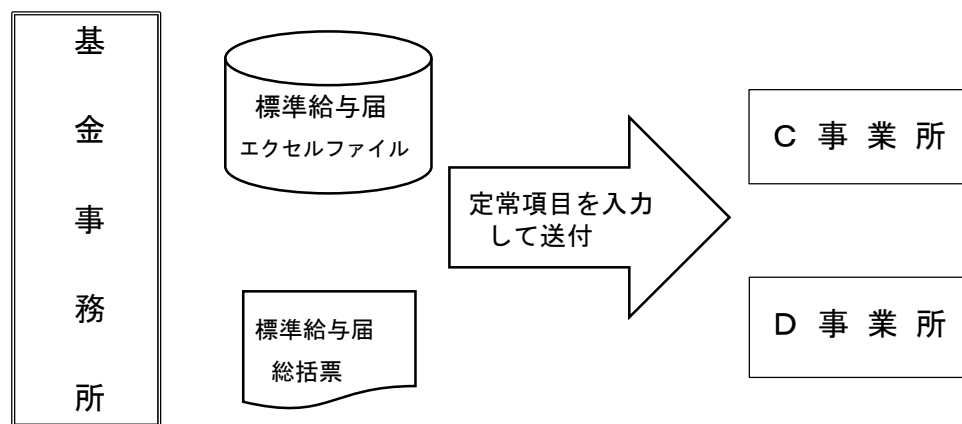 基金事務所
標準給与届
エクセルファイル
標準給与届
総括票
定常項目を入力
して送付
Ｃ事業所
Ｄ事業所